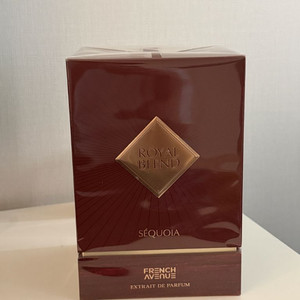 ROYAL
BLEND
SÉQUOIA
FRENCH
AVENUE
EXTRAIT DE PARFUM